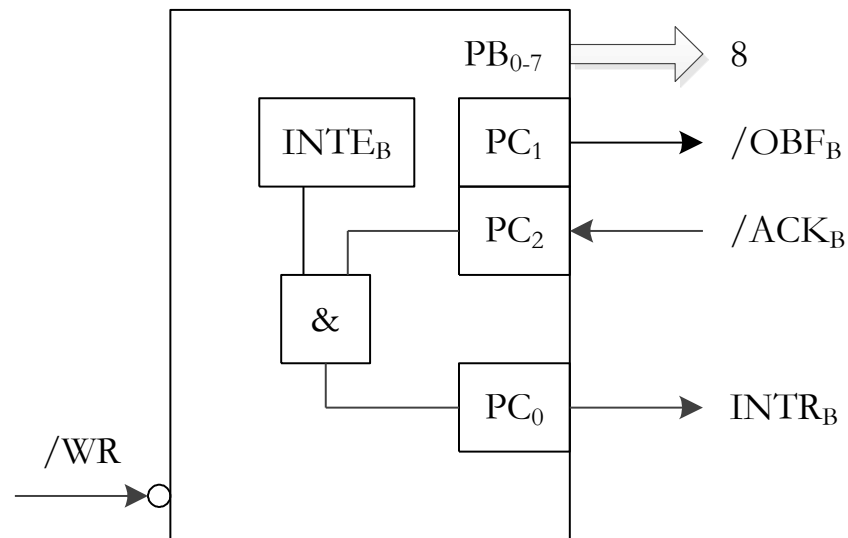 PB0-7 8
INTEB PC1 /OBFB
PC2 /ACKB
&
PC0 INTRB
/WR